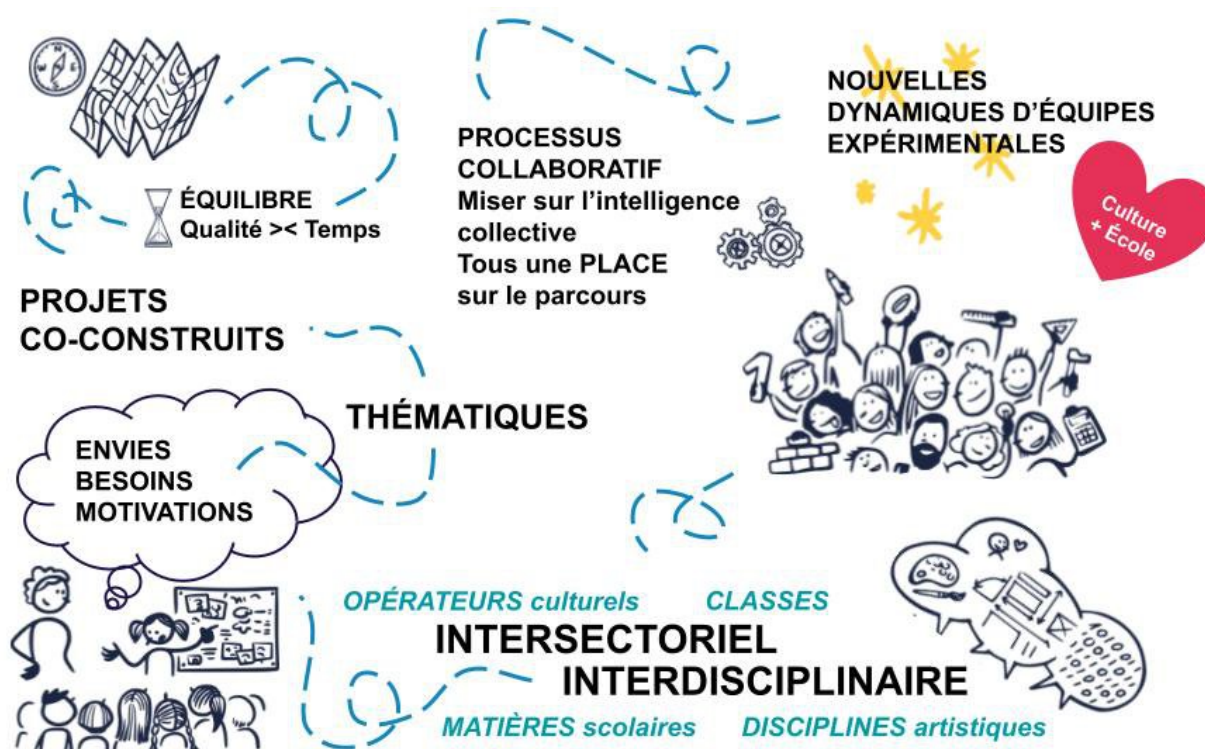 N
E
S
W
ÉQUILIBRE
Qualité >< Temps
PROCESSUS
COLLABORATIF
Miser sur l’intelligence
collective
Tous une PLACE
sur le parcours
NOUVELLES
DYNAMIQUES D’ÉQUIPES
EXPÉRIMENTALES
Culture
+ École
PROJETS
CO-CONSTRUITS
THÉMATIQUES
ENVIES
BESOINS
MOTIVATIONS
OPÉRATEURS culturels
CLASSES
INTERSECTORIEL
INTERDISCIPLINAIRE
MATIÈRES scolaires
DISCIPLINES artistiques